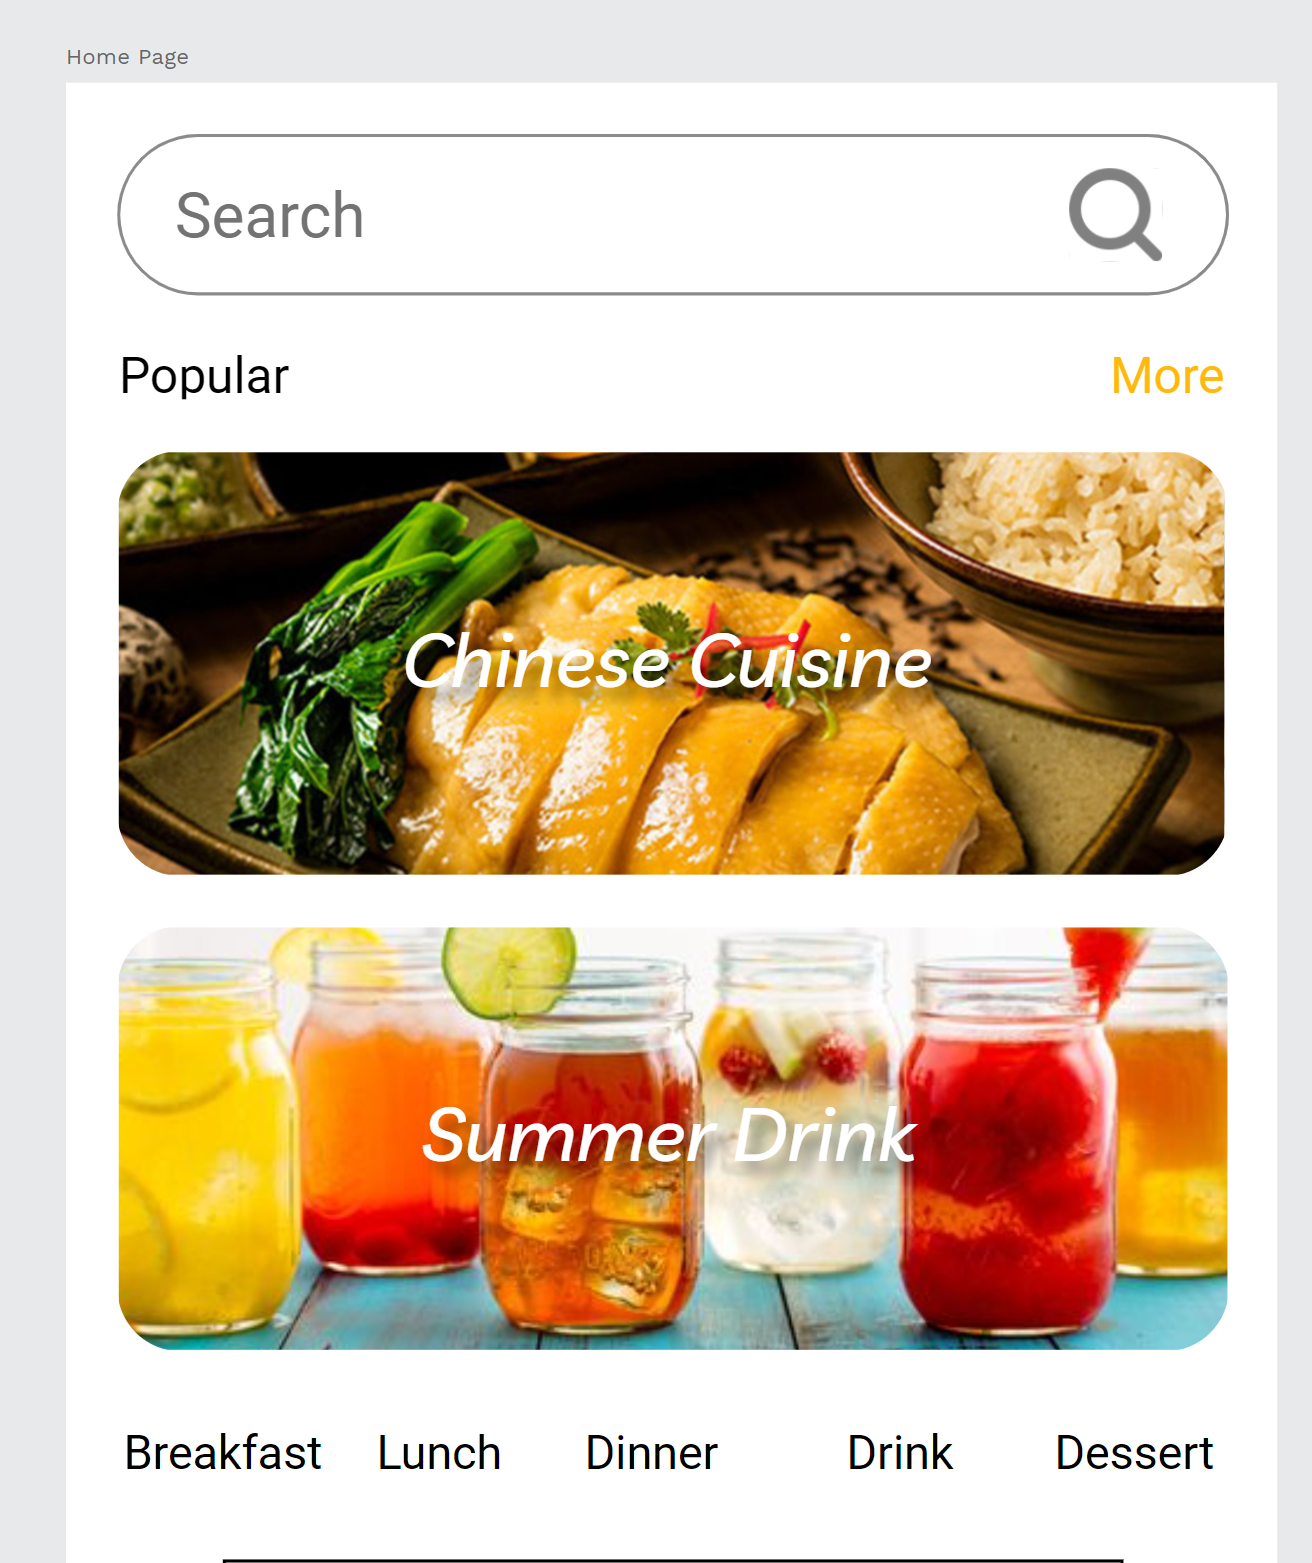 Home Page
Search
Popular
More
Chinese Cuisine
Summer Drink
Breakfast Lunch Dinner Drink Dessert